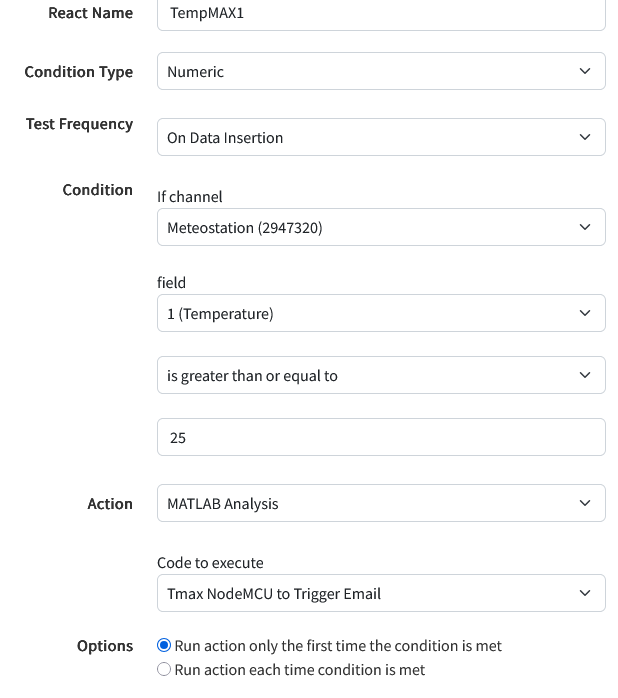 React Name
TempMAX1
Condition Type
Numeric
Test Frequency
On Data Insertion
Condition
If channel
Meteostation (2947320)
field
1 (Temperature)
is greater than or equal to
25
Action
MATLAB Analysis
Code to execute
Tmax NodeMCU to Trigger Email
Options
Run action only the first time the condition is met
Run action each time condition is met